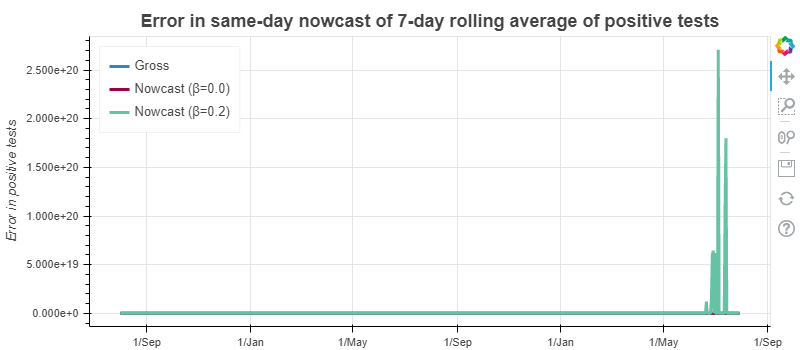 Error in same-day nowcast of 7-day rolling average of positive tests
Gross
Nowcast (β=0.0)
Nowcast (β=0.2)
Error in positive tests
2.500e+20
2.000e+20
1.500e+20
1.000e+20
5.000e+19
0.000e+0
1/Sep 1/Jan 1/May 1/Sep 1/Jan 1/May 1/Sep